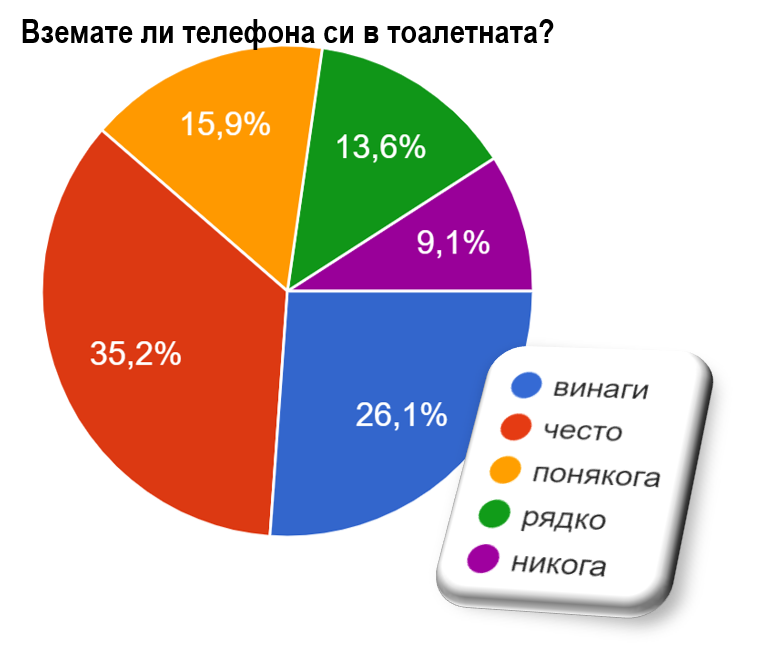 Вземате ли телефона си в тоалетната?
15,9%
13,6%
9,1%
35,2%
26,1%
винаги
често
понякога
рядко
никога